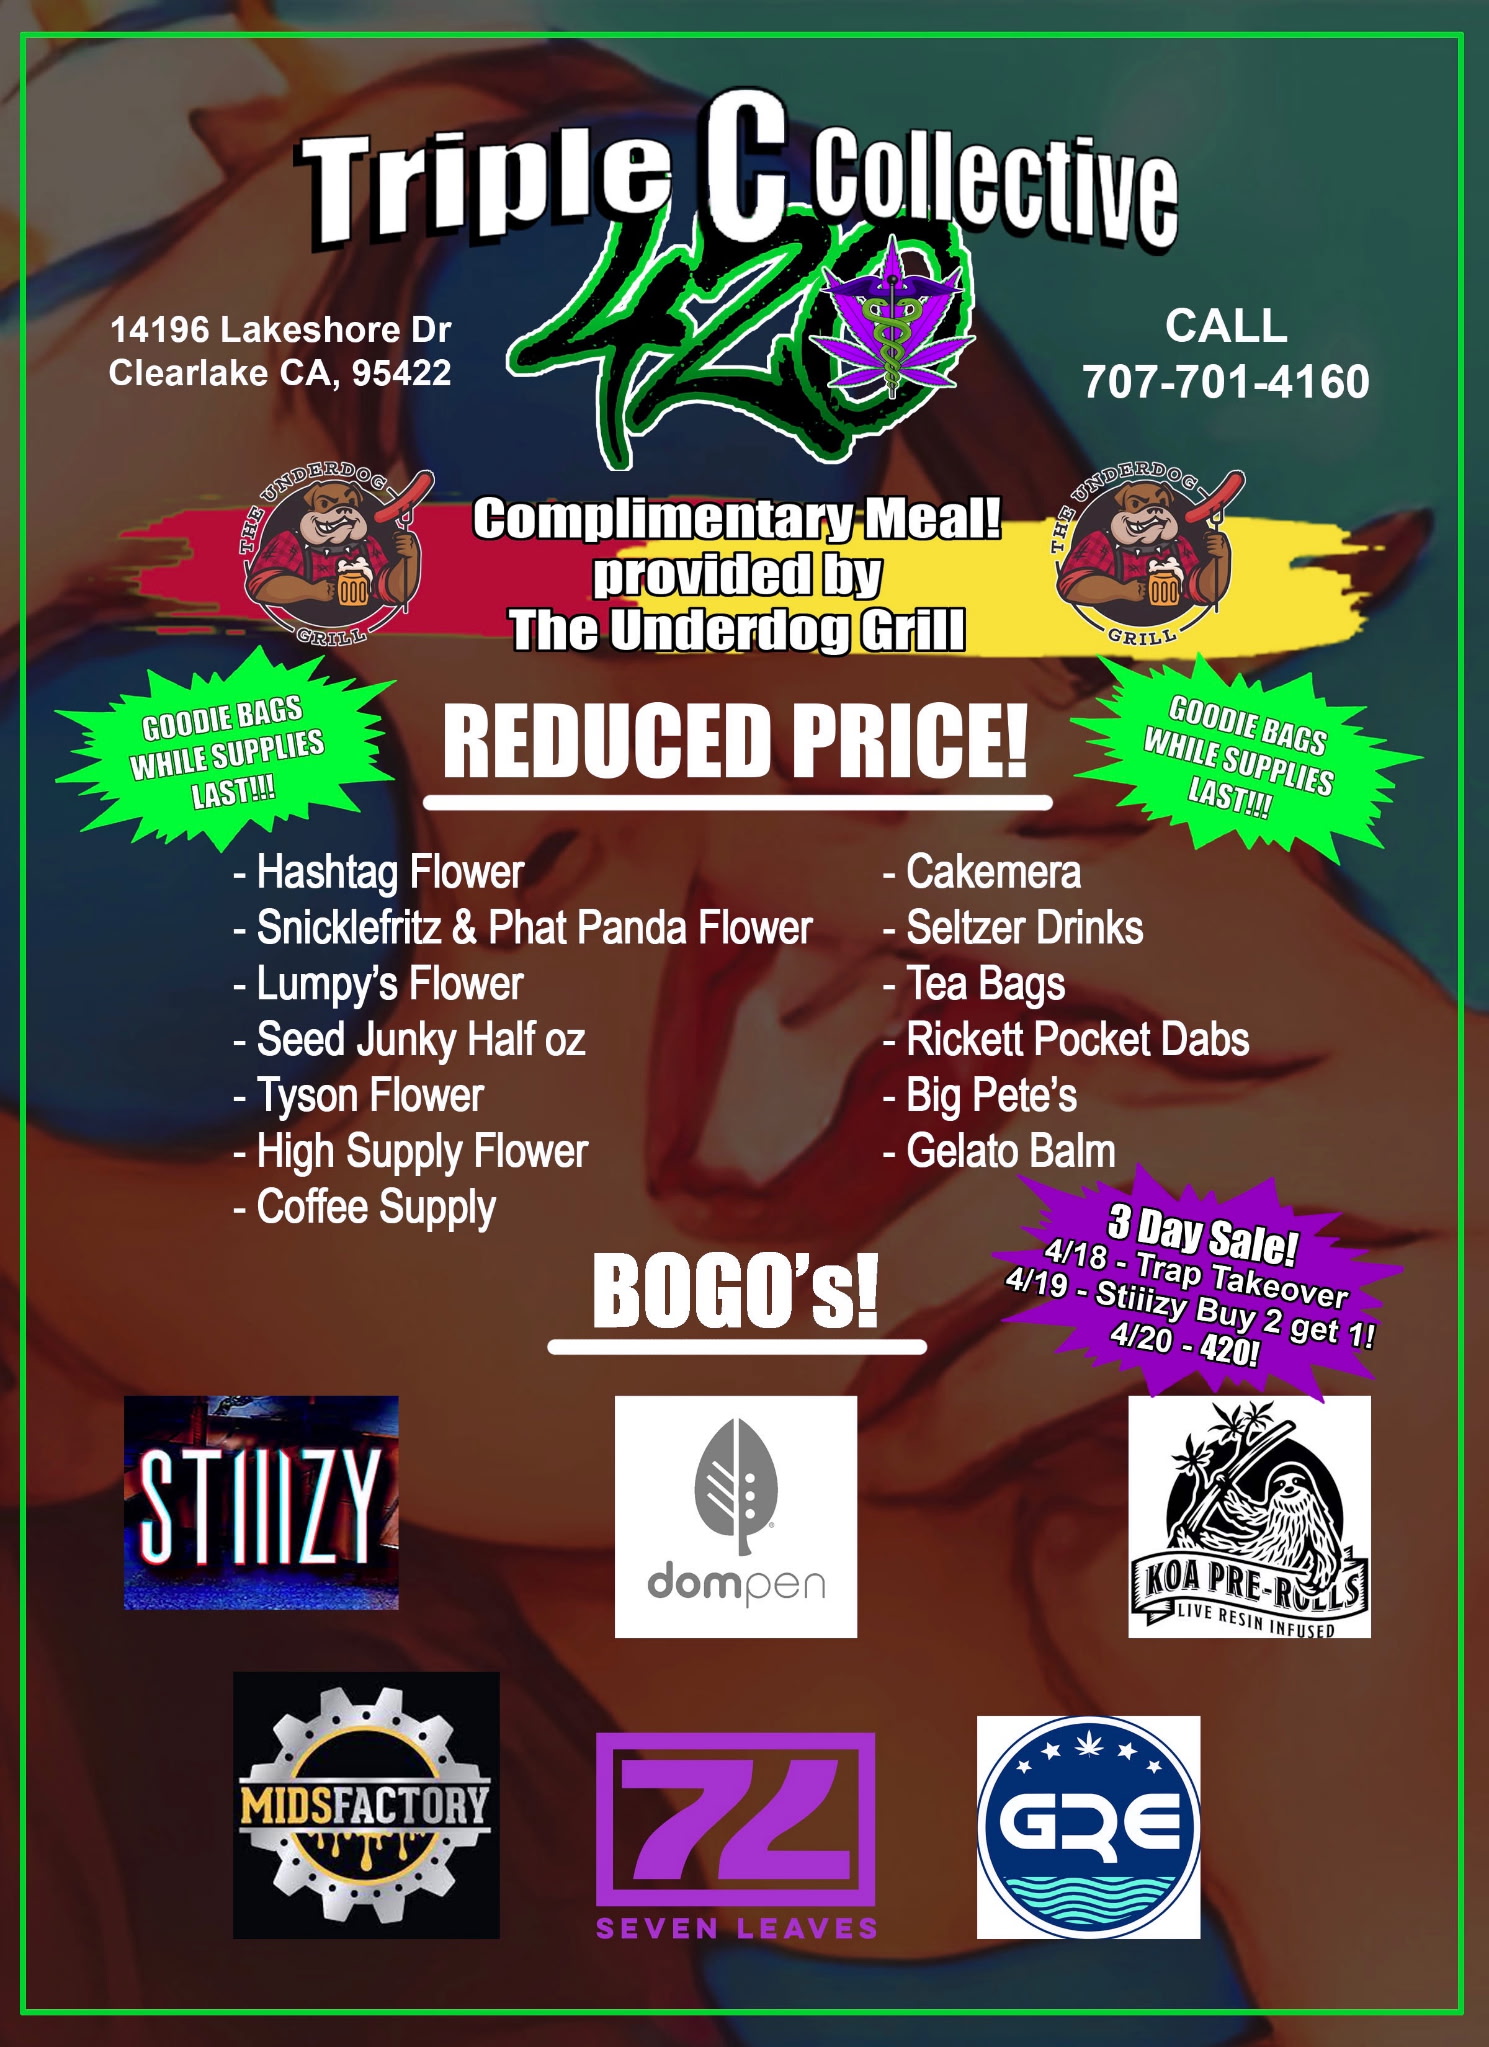 Triple C Collective
420
14196 Lakeshore Dr
Clearlake CA, 95422
CALL
707-701-4160
THE UNDERDOG
GRILL
Complimentary Meal!
provided by
The Underdog Grill
THE UNDERDOG
GRILL
GOODIE BAGS
WHILE SUPPLIES
LAST!!!
REDUCED PRICE!
GOODIE BAGS
WHILE SUPPLIES
LAST!!!
- Hashtag Flower
- Snicklefritz & Phat Panda Flower
- Lumpy’s Flower
- Seed Junky Half oz
- Tyson Flower
- High Supply Flower
- Coffee Supply
- Cakemera
- Seltzer Drinks
- Tea Bags
- Rickett Pocket Dabs
- Big Pete’s
- Gelato Balm
3 Day Sale!
4/18 - Trap Takeover
4/19 - Stiiizy Buy 2 get 1!
4/20 - 420!
BOGO’s!
STIIIZY
dompen
KOA PRE-ROLLS
LIVE RESIN INFUSED
MIDSFACTORY
7L
SEVEN LEAVES
GRE